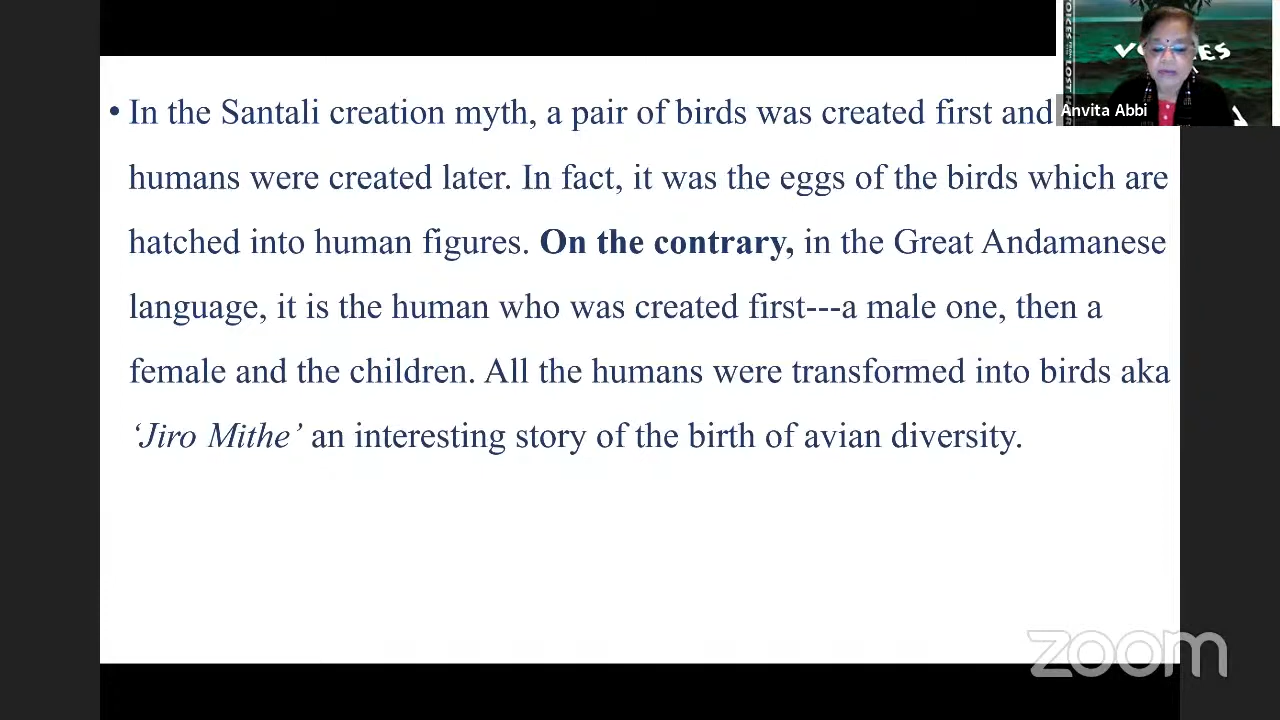 • In the Santali creation myth, a pair of birds was created first and
humans were created later. In fact, it was the eggs of the birds which are
hatched into human figures. On the contrary, in the Great Andamanese
language, it is the human who was created first---a male one, then a
female and the children. All the humans were transformed into birds aka
‘Jiro Mithe’ an interesting story of the birth of avian diversity.
Anvita Abbi
zoom